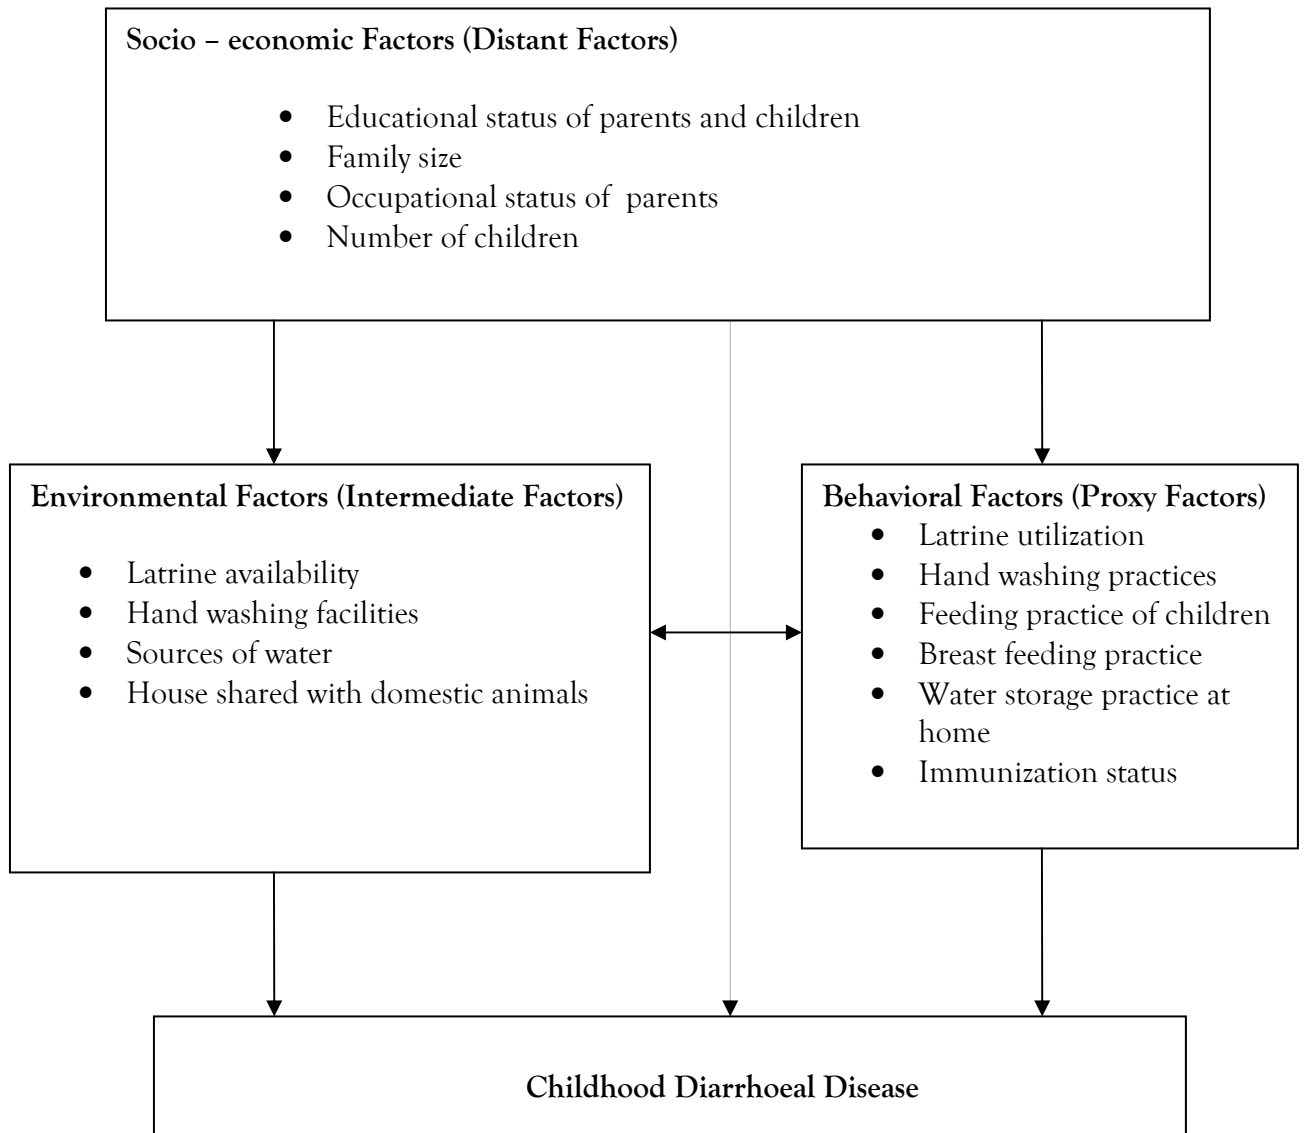 Socio – economic Factors (Distant Factors)
• Educational status of parents and children
• Family size
• Occupational status of parents
• Number of children
Environmental Factors (Intermediate Factors)
• Latrine availability
• Hand washing facilities
• Sources of water
• House shared with domestic animals
Behavioral Factors (Proxy Factors)
• Latrine utilization
• Hand washing practices
• Feeding practice of children
• Breast feeding practice
• Water storage practice at
home
• Immunization status
Childhood Diarrhoeal Disease